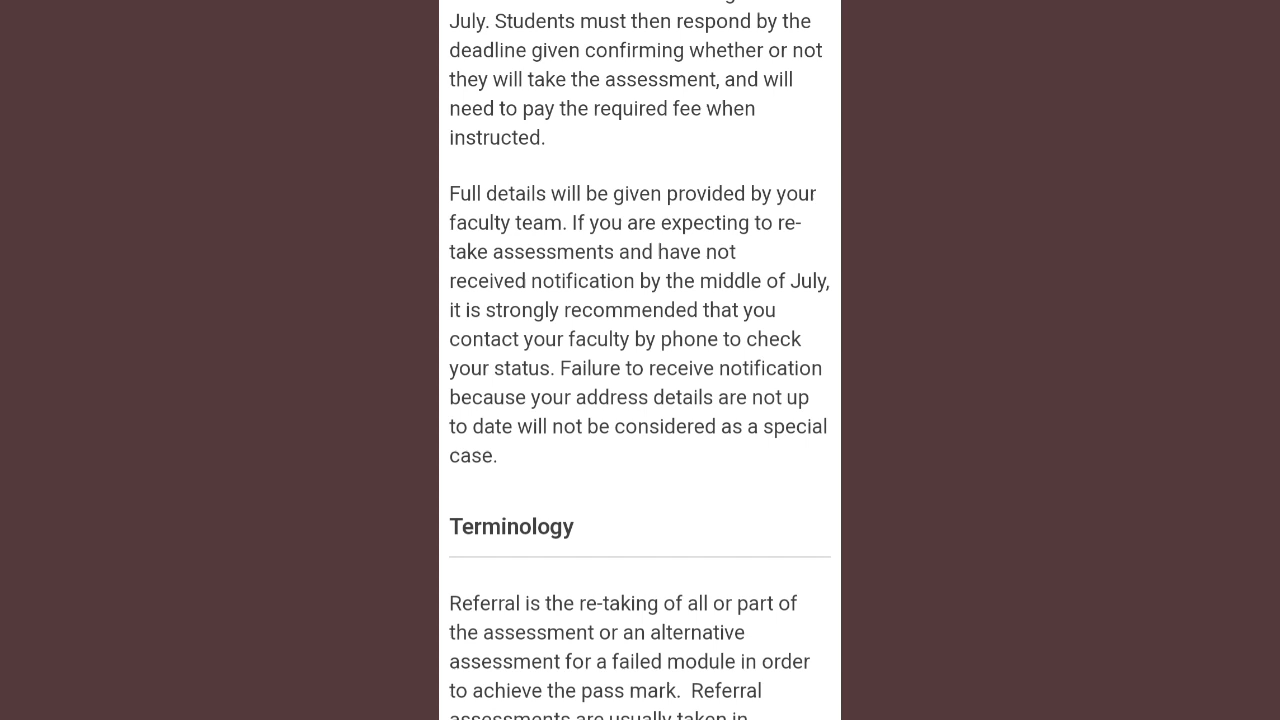 July. Students must then respond by the
deadline given confirming whether or not
they will take the assessment, and will
need to pay the required fee when
instructed.
Full details will be given provided by your
faculty team. If you are expecting to re-
take assessments and have not
received notification by the middle of July,
it is strongly recommended that you
contact your faculty by phone to check
your status. Failure to receive notification
because your address details are not up
to date will not be considered as a special
case.
Terminology
Referral is the re-taking of all or part of
the assessment or an alternative
assessment for a failed module in order
to achieve the pass mark.  Referral
assessments are usually taken in